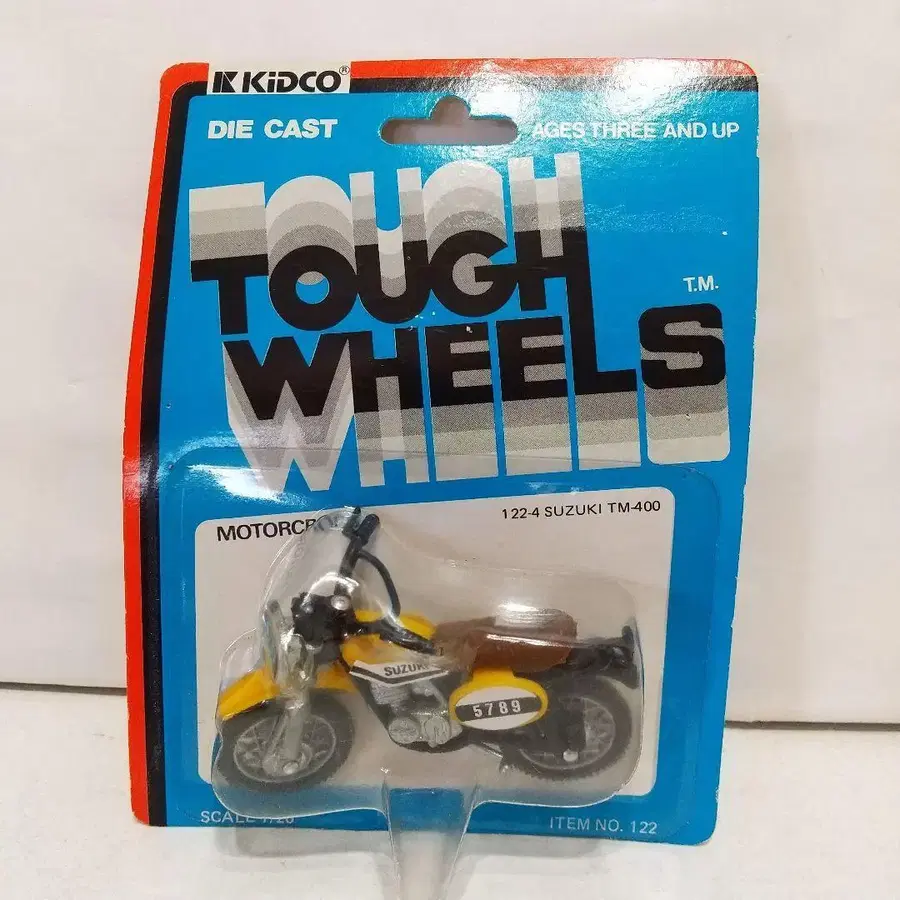 KiDCO®
DIE CAST
AGES THREE AND UP
TOUGH
WHEELS
T.M.
122-4 SUZUKI TM-400
SUZUKI
5789
SCALE
ITEM NO. 122